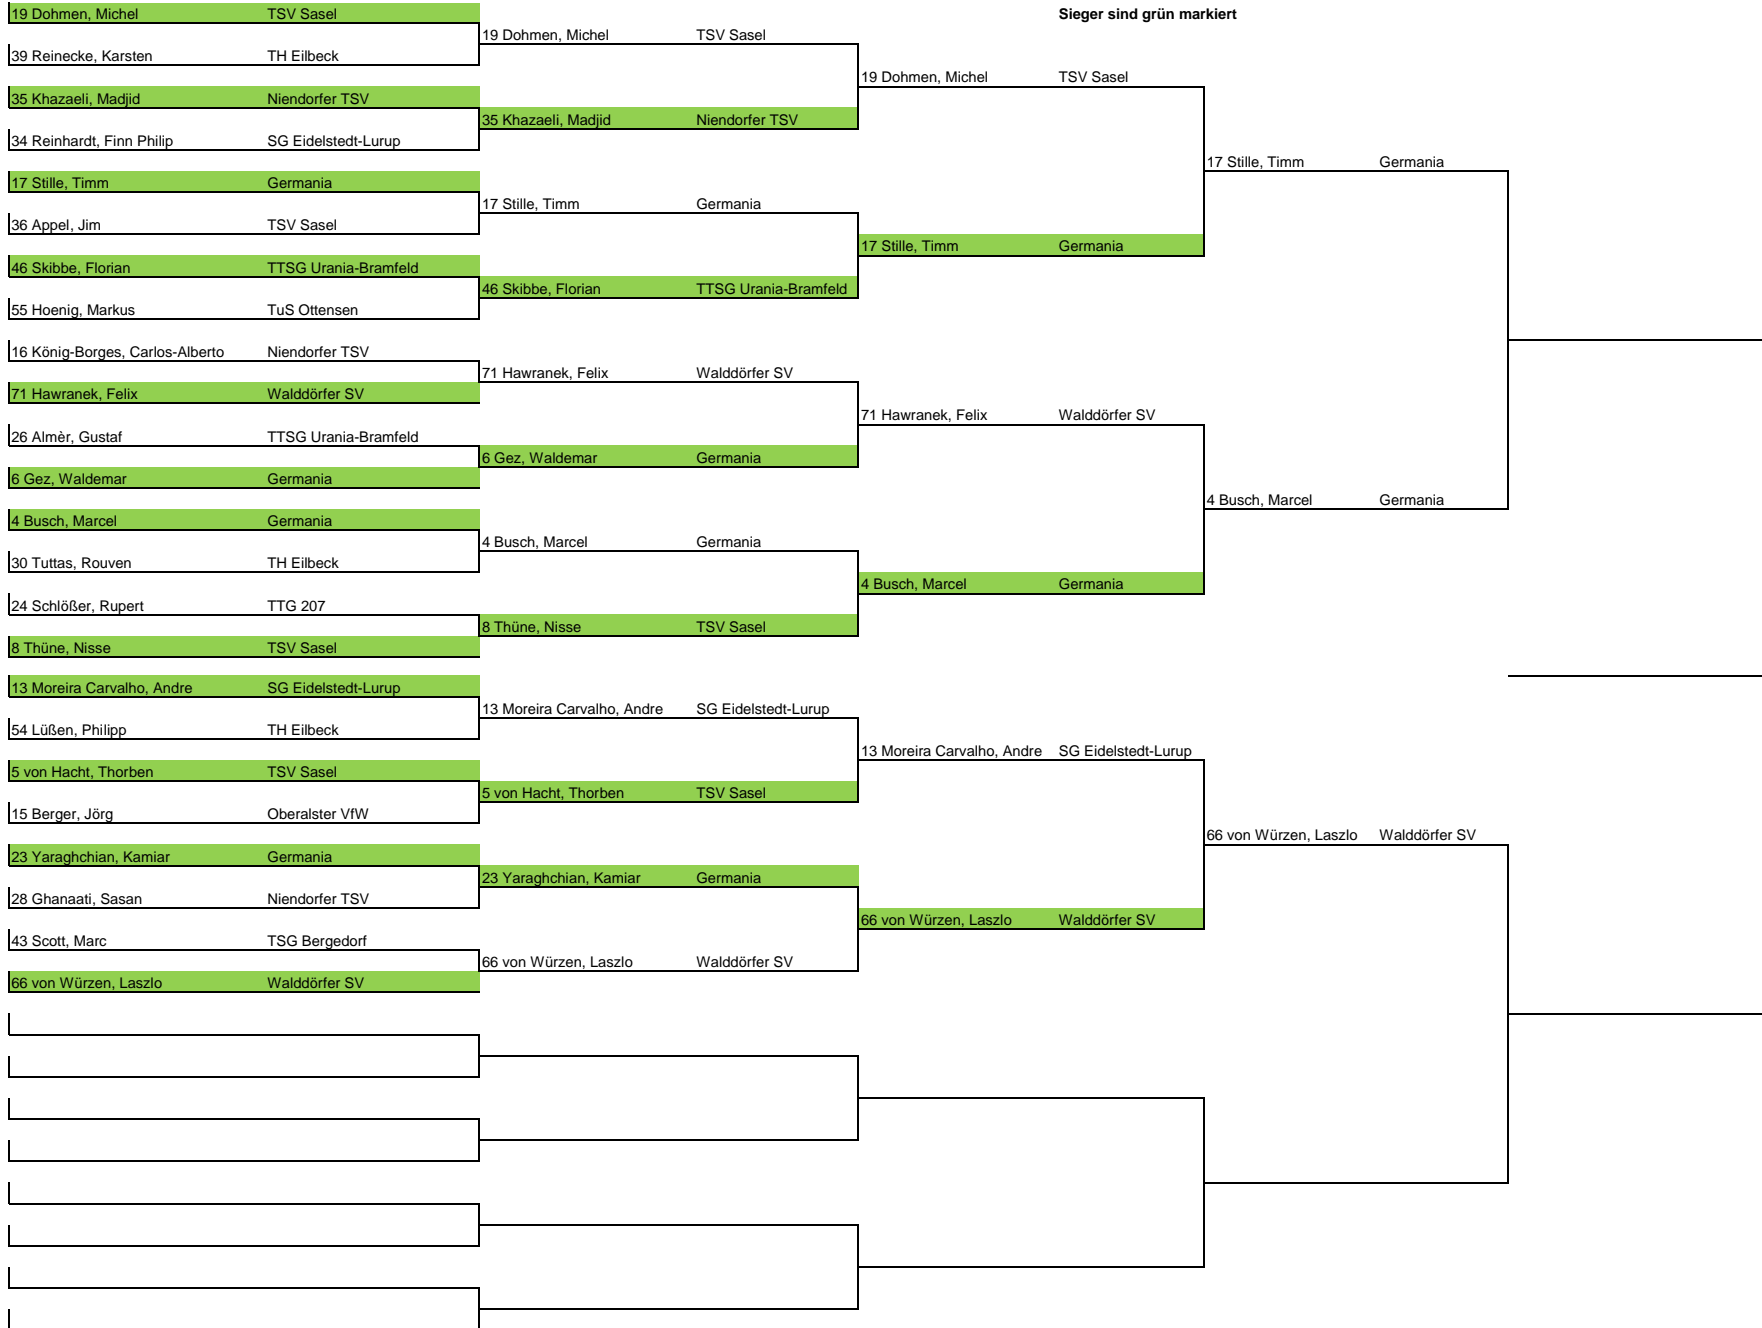 19 Dohmen, Michel TSV Sasel
Sieger sind grün markiert
19 Dohmen, Michel TSV Sasel
39 Reinecke, Karsten TH Eilbeck
19 Dohmen, Michel TSV Sasel
35 Khazaeli, Madjid Niendorfer TSV
35 Khazaeli, Madjid Niendorfer TSV
34 Reinhardt, Finn Philip SG Eidelstedt-Lurup
17 Stille, Timm Germania
17 Stille, Timm Germania
17 Stille, Timm Germania
36 Appel, Jim TSV Sasel
17 Stille, Timm Germania
46 Skibbe, Florian TTSG Urania-Bramfeld
46 Skibbe, Florian TTSG Urania-Bramfeld
55 Hoenig, Markus TuS Ottensen
16 König-Borges, Carlos-Alberto Niendorfer TSV
71 Hawranek, Felix Walddörfer SV
71 Hawranek, Felix Walddörfer SV
71 Hawranek, Felix Walddörfer SV
26 Almèr, Gustaf TTSG Urania-Bramfeld
6 Gez, Waldemar Germania
6 Gez, Waldemar Germania
4 Busch, Marcel Germania
4 Busch, Marcel Germania
4 Busch, Marcel Germania
30 Tuttas, Rouven TH Eilbeck
4 Busch, Marcel Germania
24 Schlößer, Rupert TTG 207
8 Thüne, Nisse TSV Sasel
8 Thüne, Nisse TSV Sasel
13 Moreira Carvalho, Andre SG Eidelstedt-Lurup
13 Moreira Carvalho, Andre SG Eidelstedt-Lurup
54 Lüßen, Philipp TH Eilbeck
13 Moreira Carvalho, Andre SG Eidelstedt-Lurup
5 von Hacht, Thorben TSV Sasel
5 von Hacht, Thorben TSV Sasel
15 Berger, Jörg Oberalster VfW
66 von Würzen, Laszlo Walddörfer SV
23 Yaraghchian, Kamiar Germania
23 Yaraghchian, Kamiar Germania
28 Ghanaati, Sasan Niendorfer TSV
66 von Würzen, Laszlo Walddörfer SV
43 Scott, Marc TSG Bergedorf
66 von Würzen, Laszlo Walddörfer SV
66 von Würzen, Laszlo Walddörfer SV